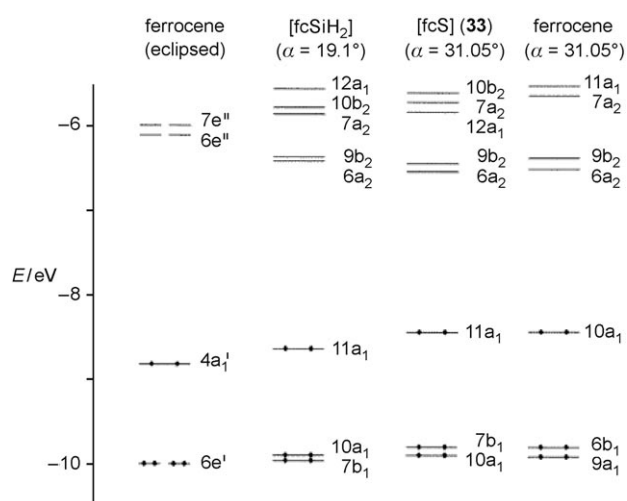 ferrocene [fcSiH₂] [fcS] (33) ferrocene
(eclipsed) (α = 19.1°) (α = 31.05°) (α = 31.05°)
12a₁ 10b₂ 11a₁
10b₂ 7a₂ 7a₂
–6 7e" 7a₂ 12a₁
6e"
9b₂ 9b₂ 9b₂
6a₂ 6a₂ 6a₂
E/eV
–8
11a₁ 10a₁
4a₁' 11a₁
10a₁ 7b₁ 6b₁
–10 6e' 7b₁ 10a₁ 9a₁